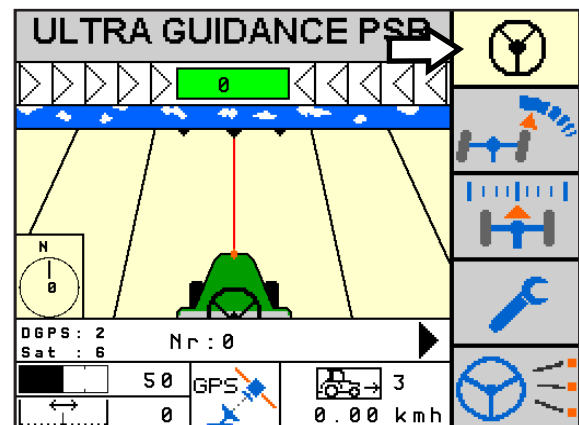 ULTRA GUIDANCE PSR
0
N
0
DGPS: 2
Sat : 6
Nr:0
50
GPS
3
0
0.00 kmh